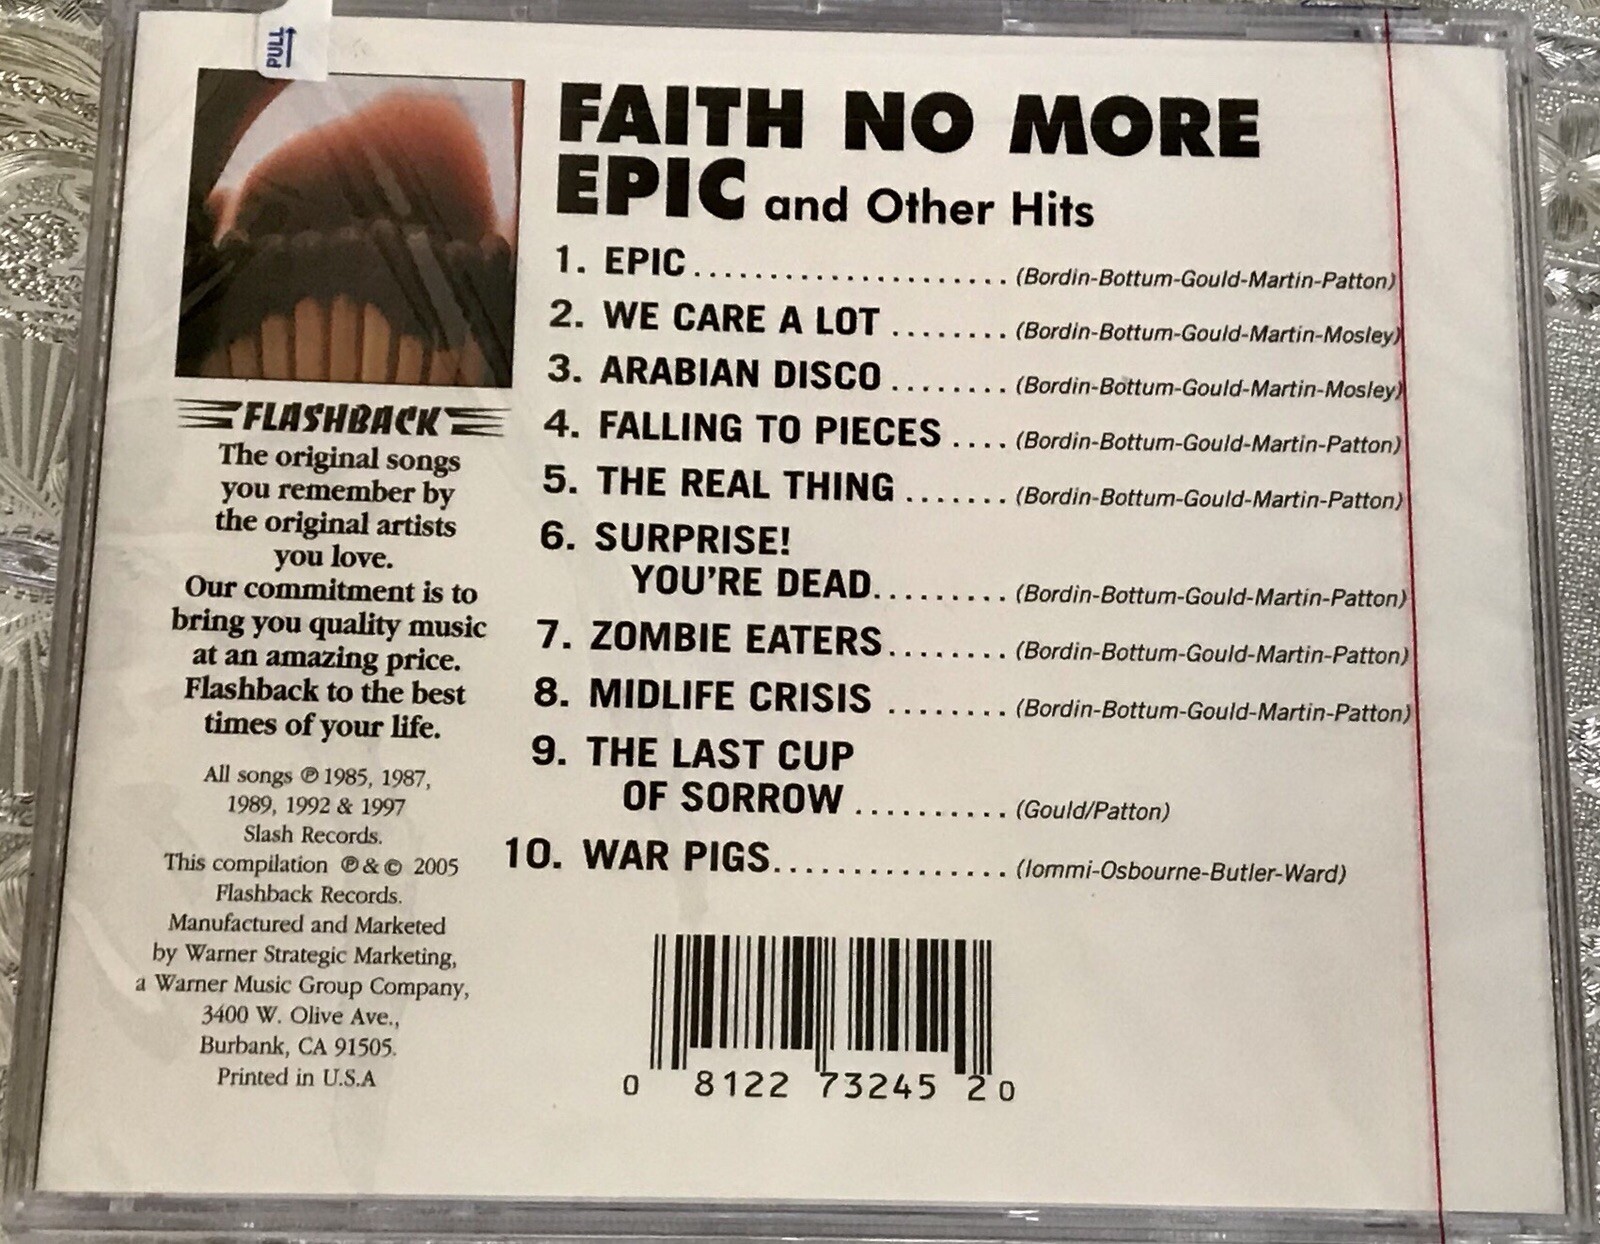 PULL
FAITH NO MORE
EPIC and Other Hits
1. EPIC..................... (Bordin-Bottum-Gould-Martin-Patton)
2. WE CARE A LOT ........ (Bordin-Bottum-Gould-Martin-Mosley)
3. ARABIAN DISCO ........ (Bordin-Bottum-Gould-Martin-Mosley)
4. FALLING TO PIECES .... (Bordin-Bottum-Gould-Martin-Patton)
5. THE REAL THING ....... (Bordin-Bottum-Gould-Martin-Patton)
6. SURPRISE!
YOU'RE DEAD......... (Bordin-Bottum-Gould-Martin-Patton)
7. ZOMBIE EATERS........ (Bordin-Bottum-Gould-Martin-Patton)
8. MIDLIFE CRISIS ........ (Bordin-Bottum-Gould-Martin-Patton)
9. THE LAST CUP
OF SORROW .......... (Gould/Patton)
10. WAR PIGS............... (Iommi-Osbourne-Butler-Ward)
FLASHBACK
The original songs
you remember by
the original artists
you love.
Our commitment is to
bring you quality music
at an amazing price.
Flashback to the best
times of your life.
All songs ℗ 1985, 1987,
1989, 1992 & 1997
Slash Records.
This compilation ℗ & © 2005
Flashback Records.
Manufactured and Marketed
by Warner Strategic Marketing,
a Warner Music Group Company,
3400 W. Olive Ave.,
Burbank, CA 91505.
Printed in U.S.A
0 8122 73245 2 0